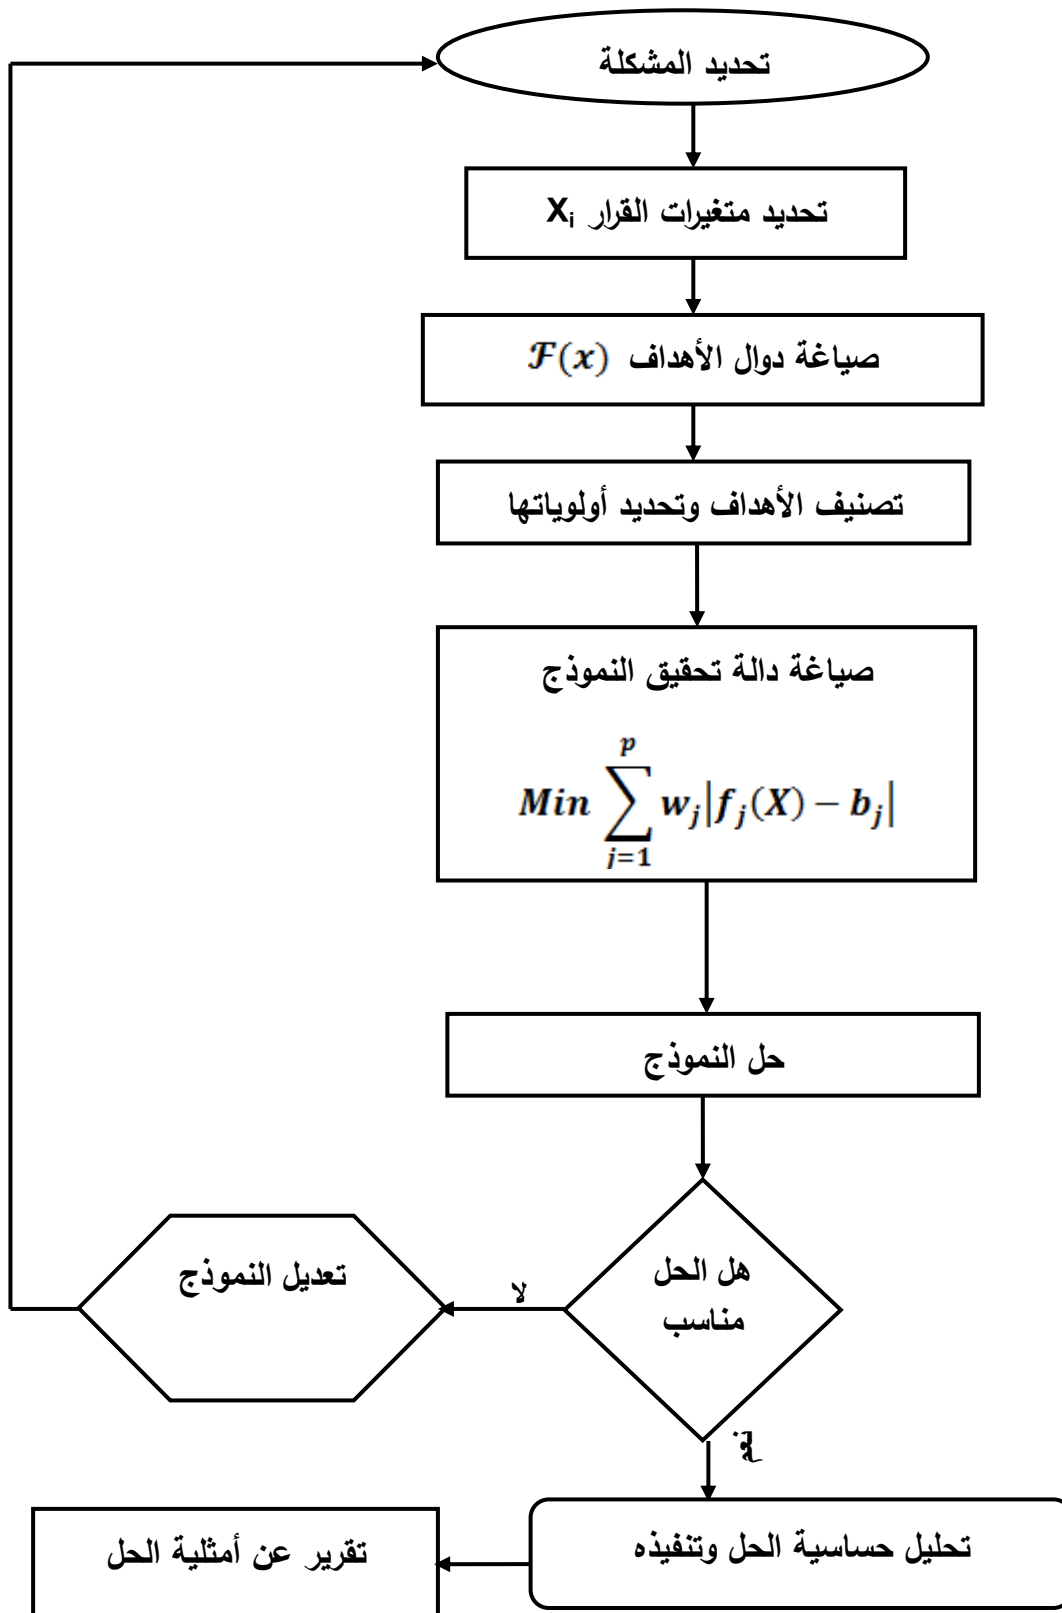 تحديد المشكلة
تحديد متغيرات القرار Xi
صياغة دوال الأهداف ℱ(x)
تصنيف الأهداف وتحديد أولوياتها
صياغة دالة تحقيق النموذج
Min ∑_{j=1}^{p} w_j|f_j(X) − b_j|
حل النموذج
هل الحل
مناسب
لا
تعديل النموذج
تحليل حساسية الحل وتنفيذه
تقرير عن أمثلية الحل